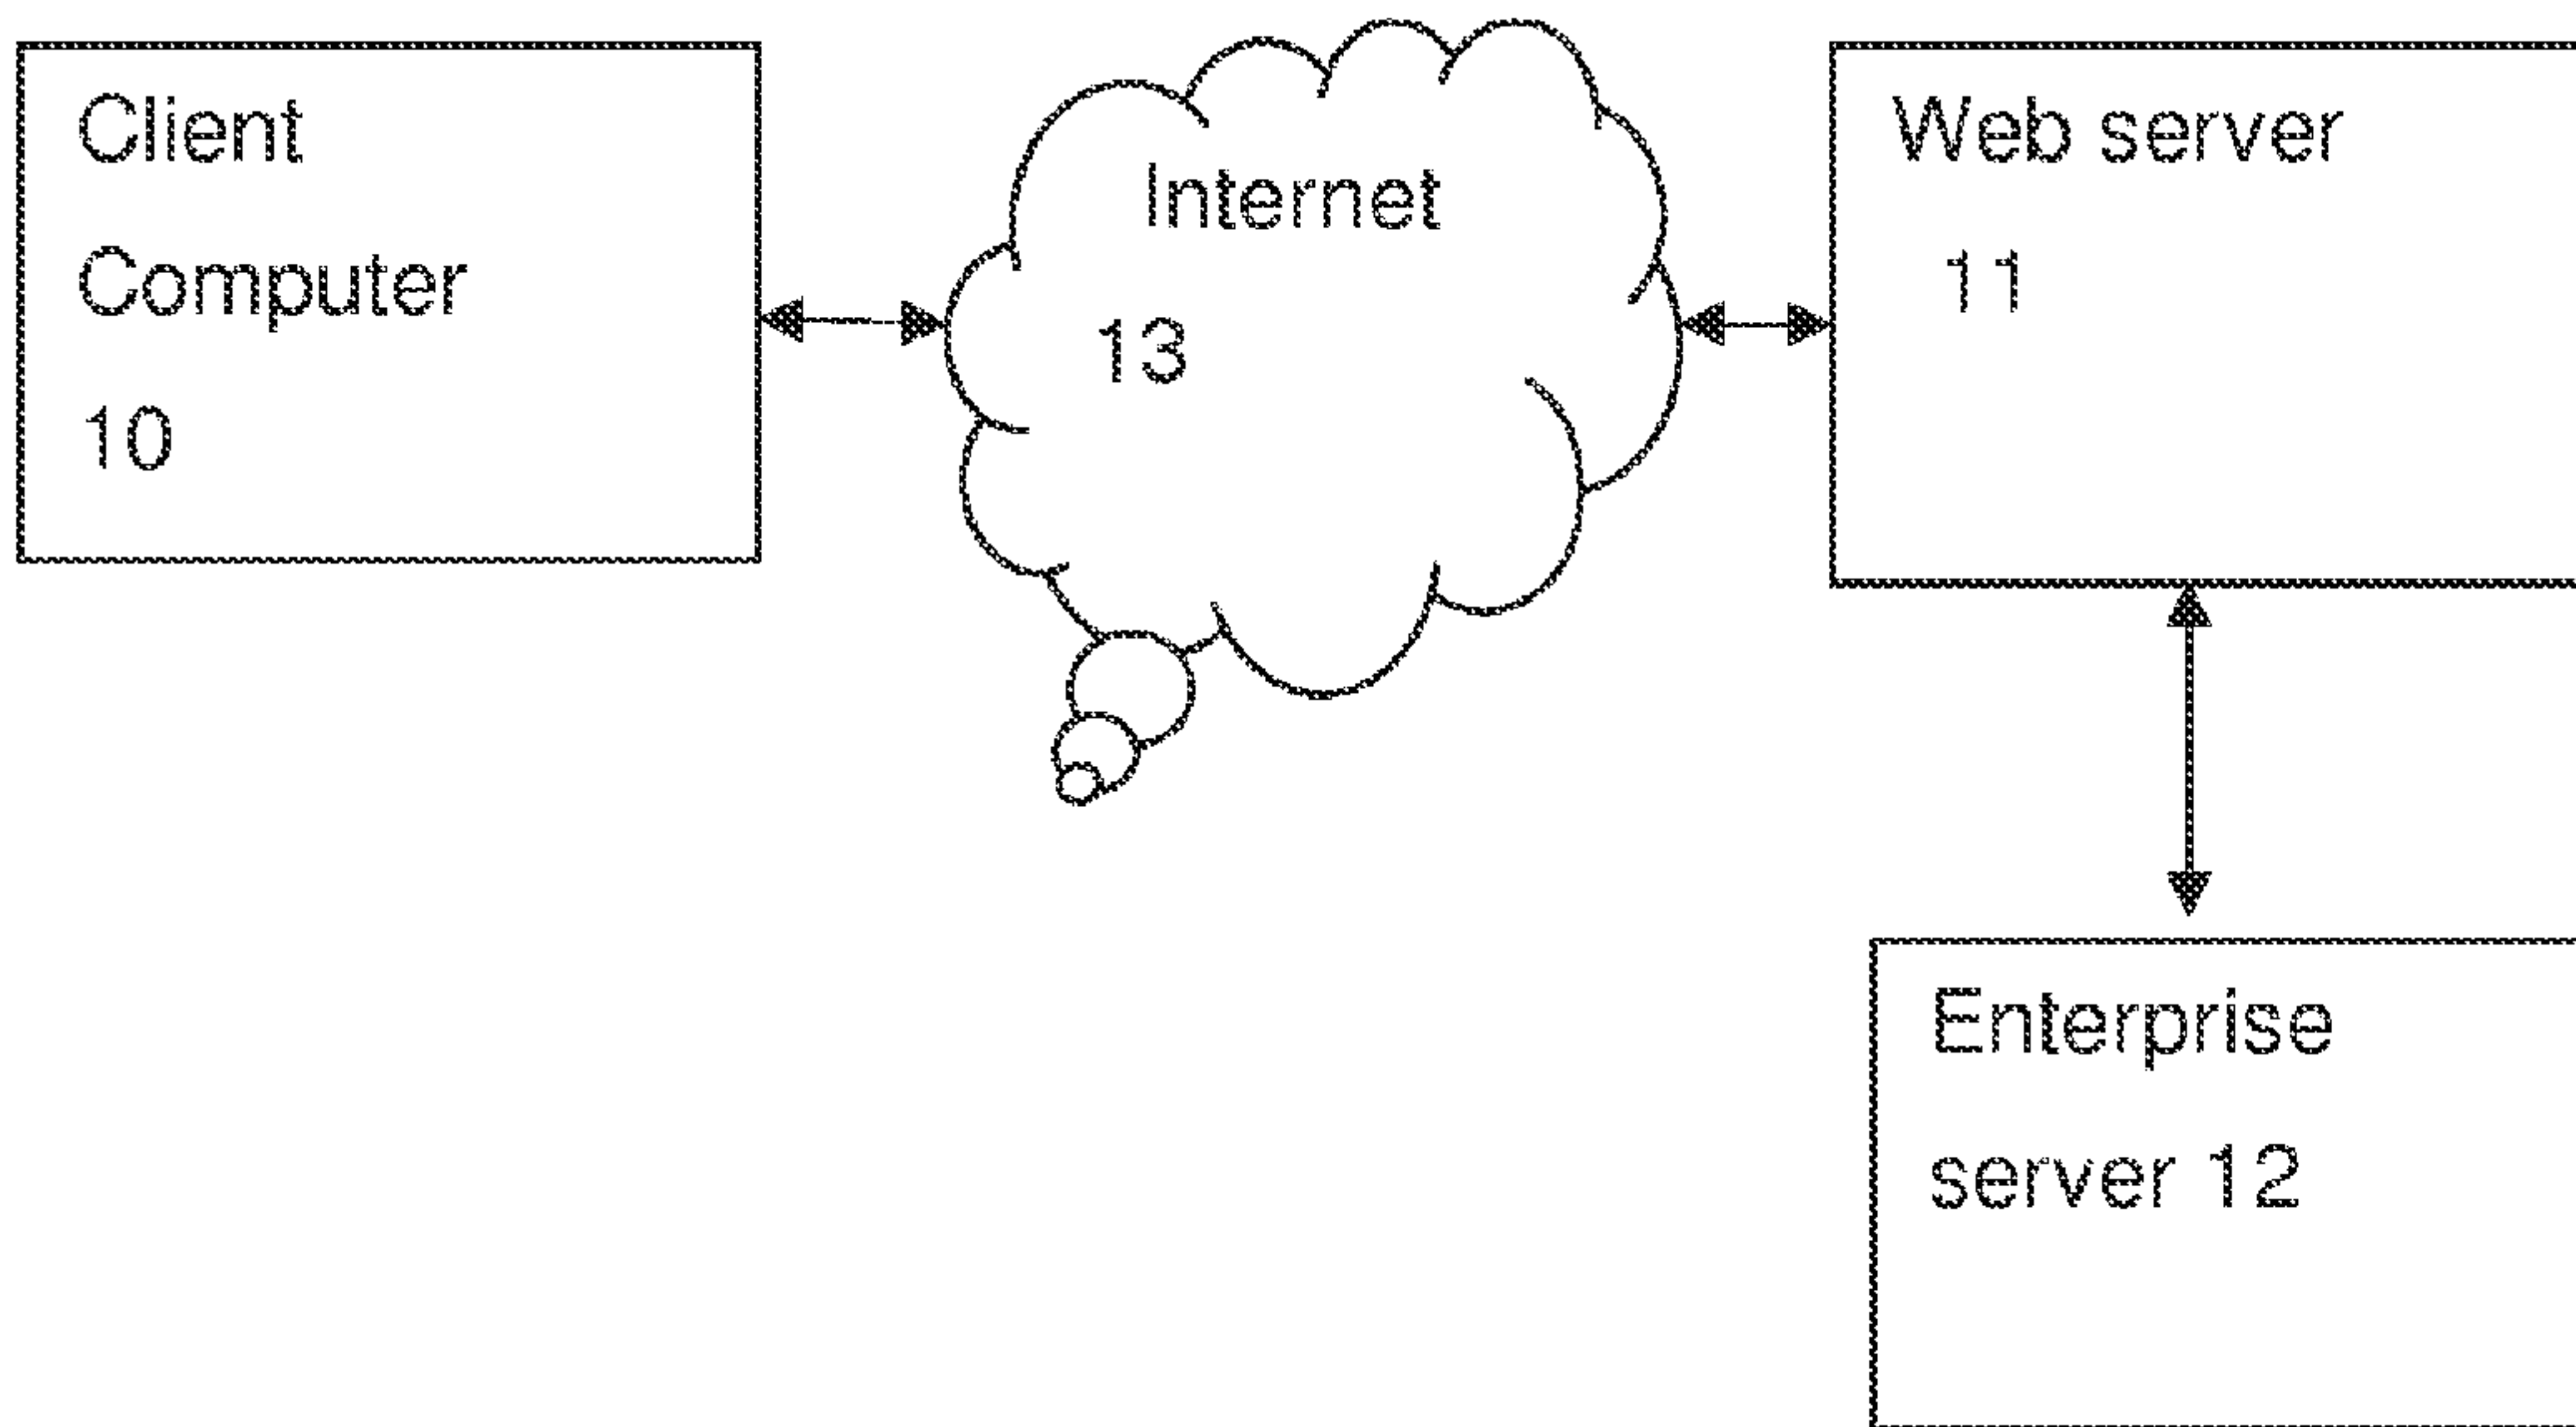 Client
Computer
10
Internet
13
Web server
11
Enterprise
server 12